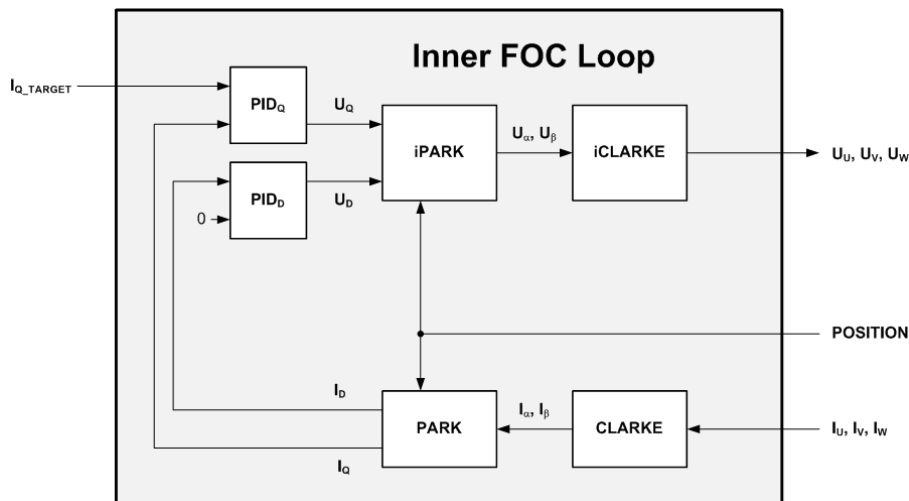 Inner FOC Loop
I_Q_TARGET
PID_Q
U_Q
iPARK
U_α, U_β
iCLARKE
U_U, U_V, U_W
PID_D
U_D
0
POSITION
I_D
PARK
I_α, I_β
CLARKE
I_U, I_V, I_W
I_Q